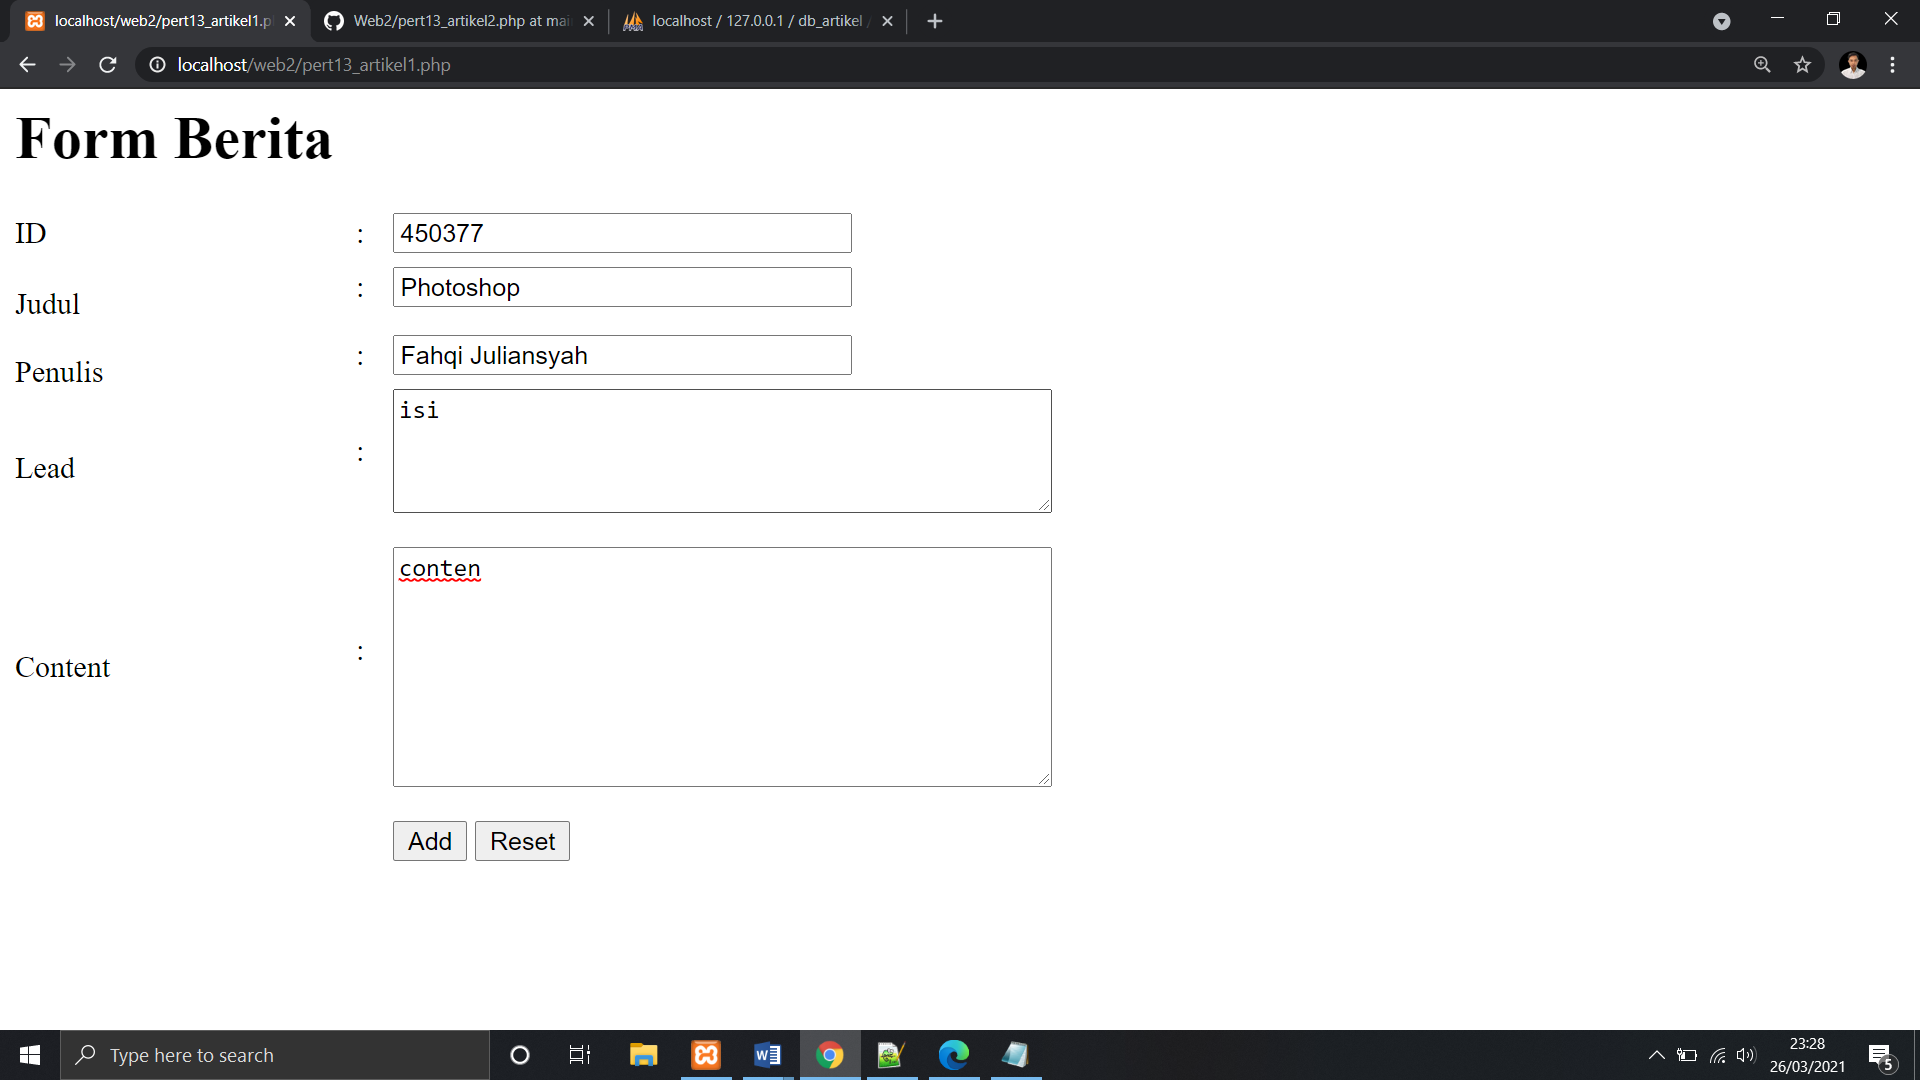 localhost/web2/pert13_artikel1.p
Web2/pert13_artikel2.php at mai
localhost / 127.0.0.1 / db_artikel /
localhost/web2/pert13_artikel1.php
Form Berita
ID : 450377
Judul : Photoshop
Penulis : Fahqi Juliansyah
Lead : isi
Content : conten
Add Reset
Type here to search
23:28
26/03/2021
5